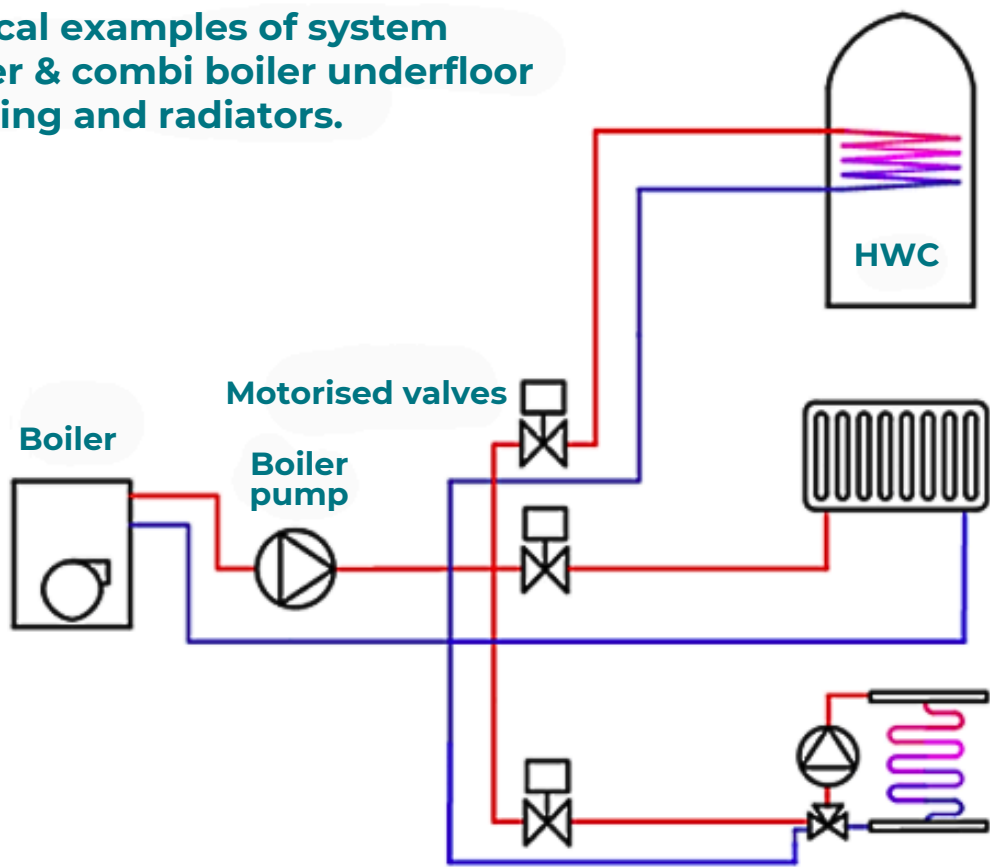 cal examples of system
er & combi boiler underfloor
ing and radiators.
HWC
Motorised valves
Boiler
Boiler
pump